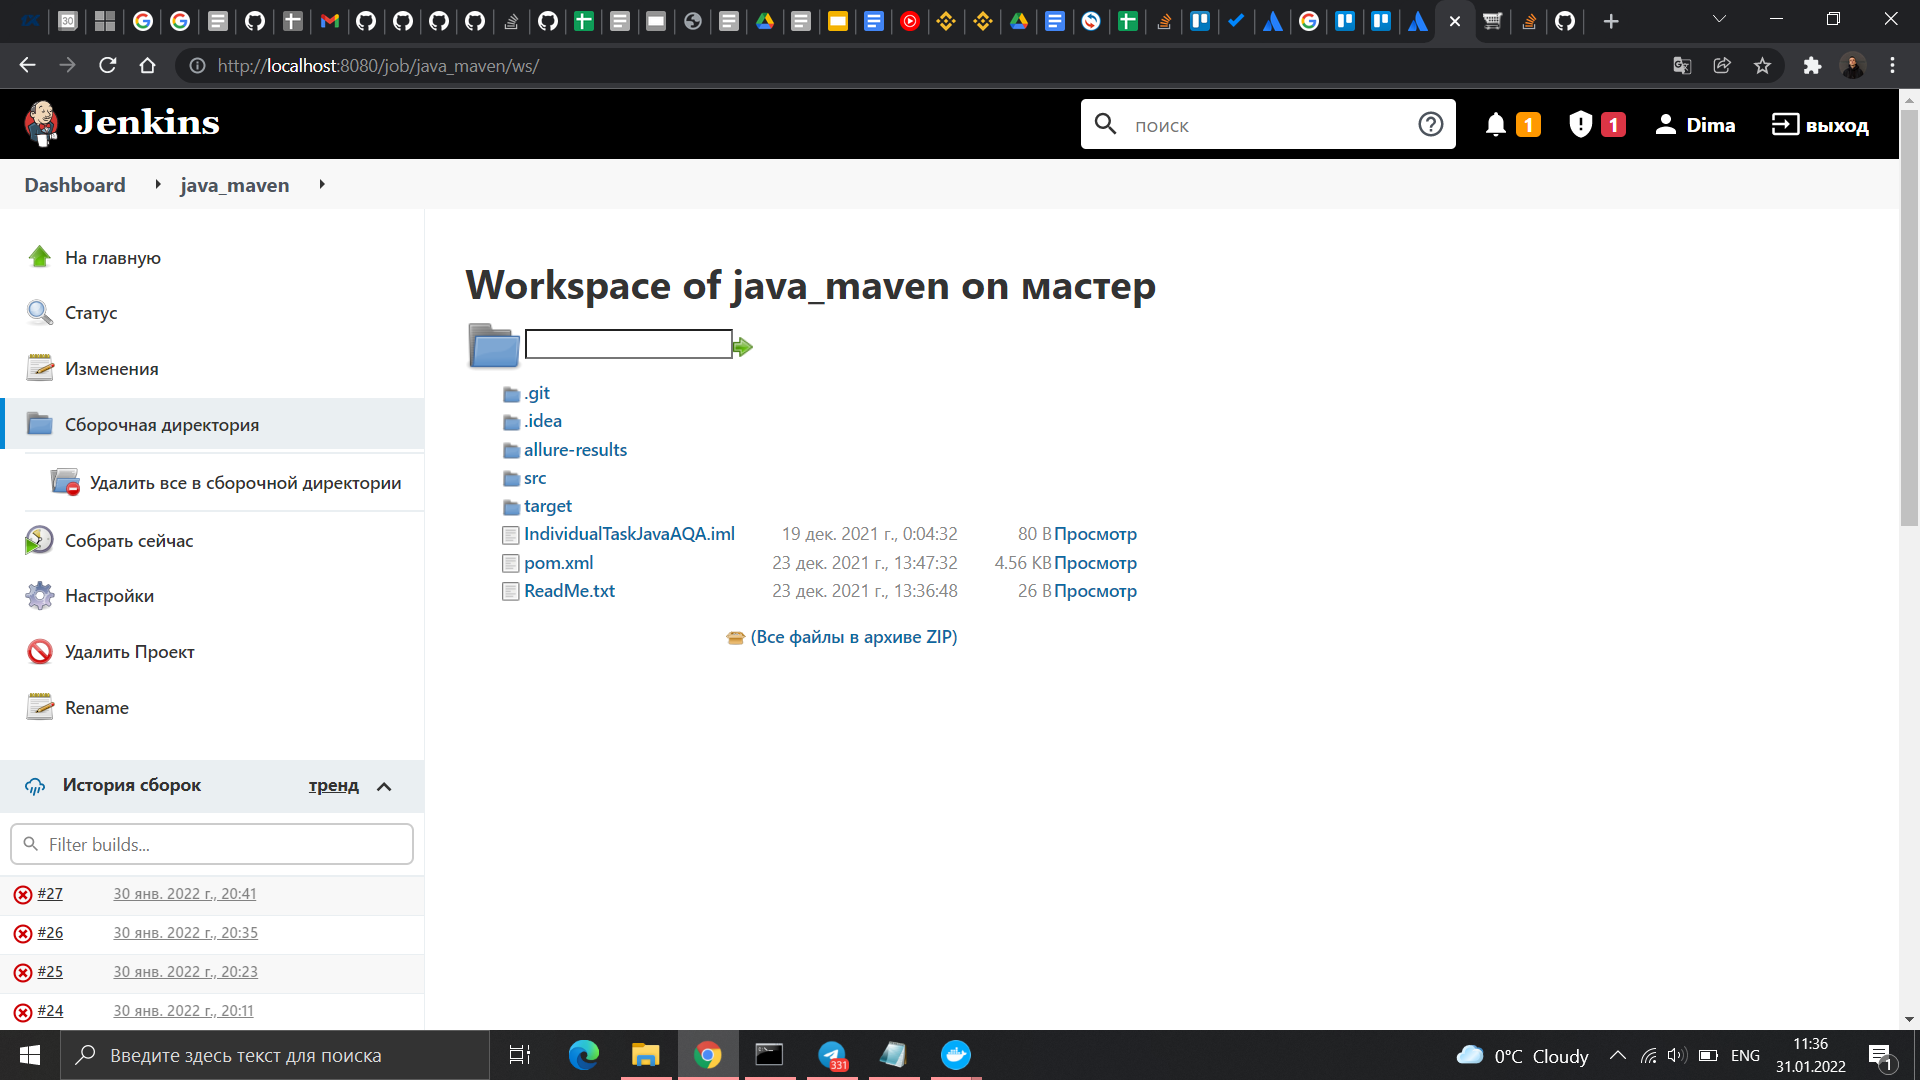 http://localhost:8080/job/java_maven/ws/
Jenkins
поиск
1
1
Dima
выход
Dashboard
java_maven
На главную
Статус
Изменения
Сборочная директория
Удалить все в сборочной директории
Собрать сейчас
Настройки
Удалить Проект
Rename
История сборок
тренд
Filter builds...
#27 30 янв. 2022 г., 20:41
#26 30 янв. 2022 г., 20:35
#25 30 янв. 2022 г., 20:23
#24 30 янв. 2022 г., 20:11
Workspace of java_maven on мастер
.git
.idea
allure-results
src
target
IndividualTaskJavaAQA.iml 19 дек. 2021 г., 0:04:32 80 B Просмотр
pom.xml 23 дек. 2021 г., 13:47:32 4.56 KB Просмотр
ReadMe.txt 23 дек. 2021 г., 13:36:48 26 B Просмотр
(Все файлы в архиве ZIP)
Введите здесь текст для поиска
331
0°C Cloudy
ENG
11:36
31.01.2022
1